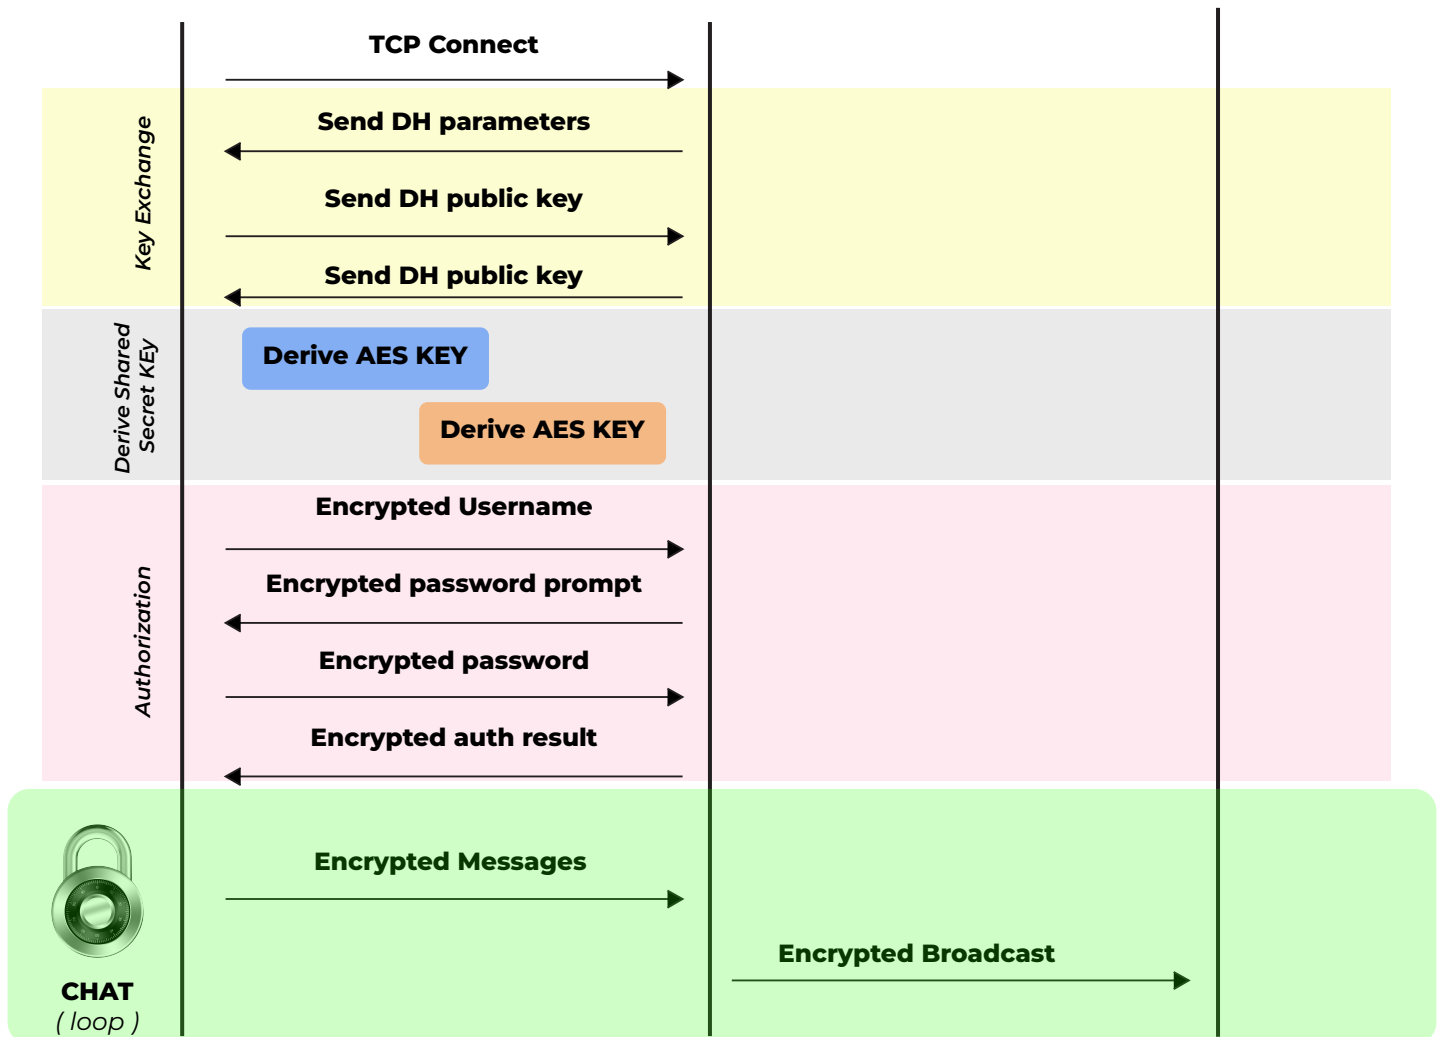 TCP Connect
Key Exchange
Send DH parameters
Send DH public key
Send DH public key
Derive Shared
Secret KEy
Derive AES KEY
Derive AES KEY
Authorization
Encrypted Username
Encrypted password prompt
Encrypted password
Encrypted auth result
Encrypted Messages
Encrypted Broadcast
CHAT
( loop )